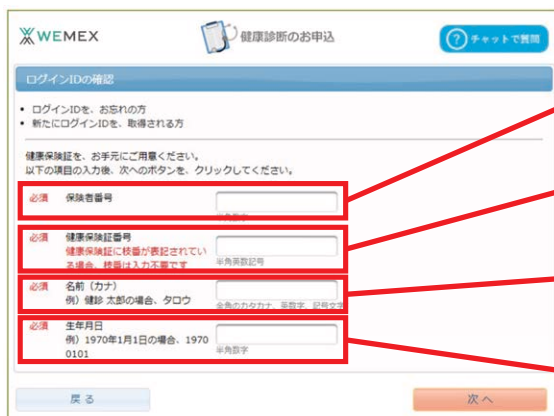 WEMEX
健康診断のお申込
? チャットで質問
ログインIDの確認
• ログインIDを、お忘れの方
• 新たにログインIDを、取得される方
健康保険証を、お手元にご用意ください。
以下の項目の入力後、次へのボタンを、クリックしてください。
必須 保険者番号
半角数字
必須 健康保険証番号
健康保険証に枝番が表記されてい
る場合、枝番は入力不要です
半角英数記号
必須 名前（カナ）
例）健診 太郎の場合、タロウ
全角のカタカナ、英数字、記号文字
必須 生年月日
例）1970年1月1日の場合、1970
0101
半角数字
戻る
次へ